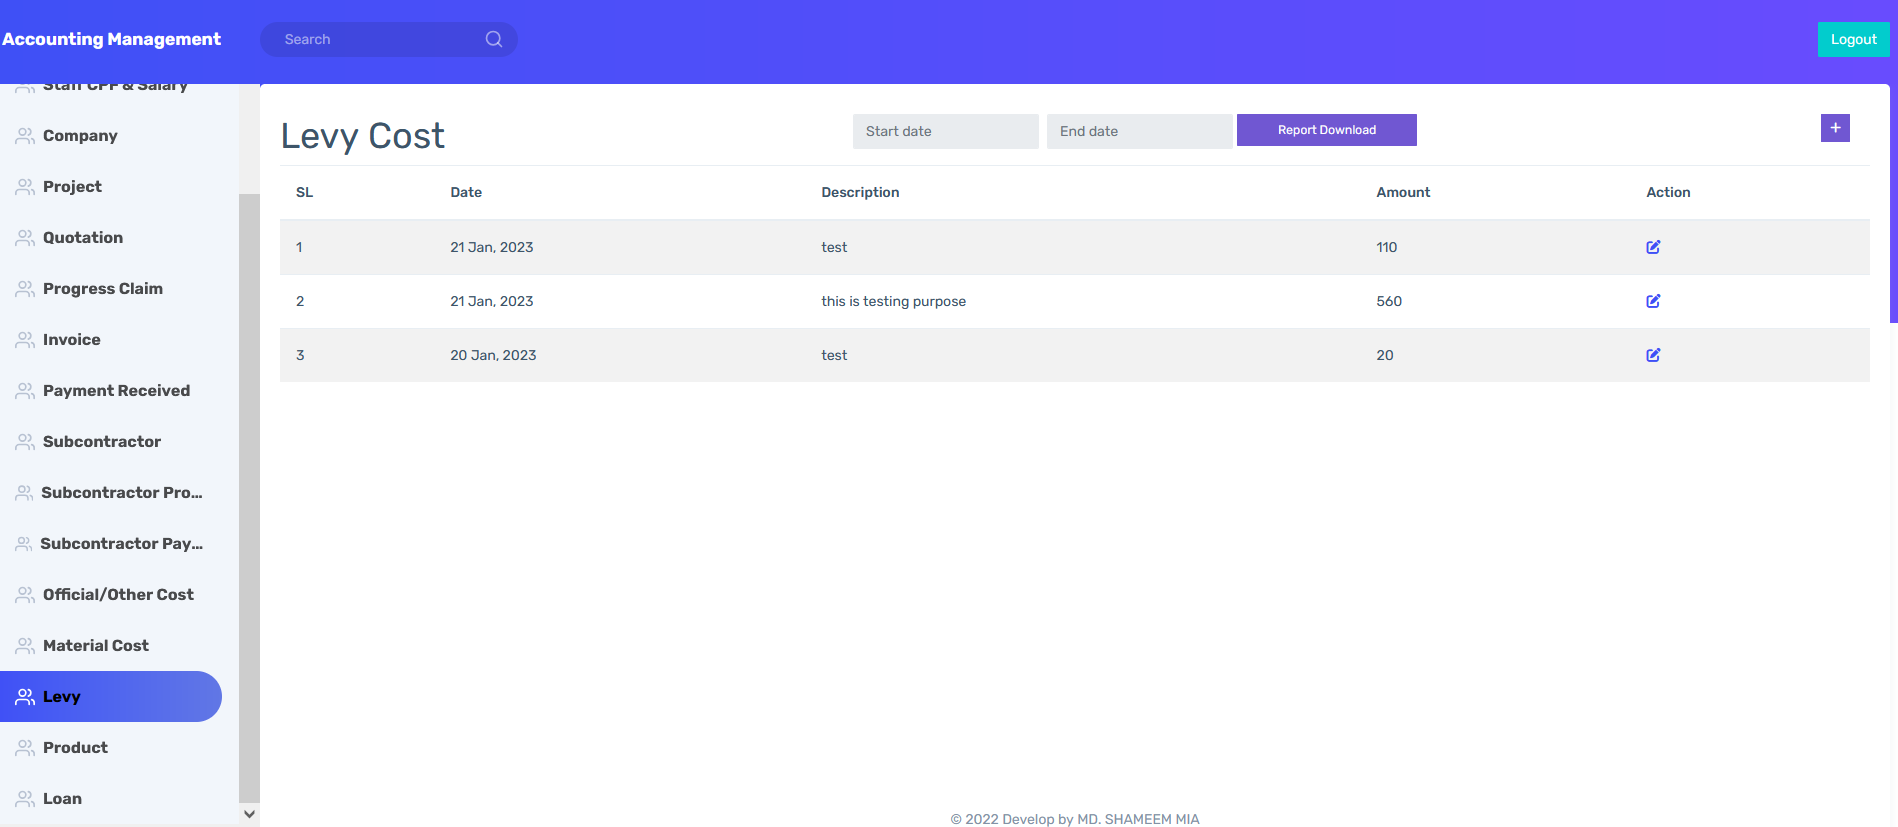 Accounting Management
Search
Logout
Staff CPF & Salary
Company
Project
Quotation
Progress Claim
Invoice
Payment Received
Subcontractor
Subcontractor Pro...
Subcontractor Pay...
Official/Other Cost
Material Cost
Levy
Product
Loan
Levy Cost
Start date
End date
Report Download
+
SL Date Description Amount Action
1 21 Jan, 2023 test 110
2 21 Jan, 2023 this is testing purpose 560
3 20 Jan, 2023 test 20
© 2022 Develop by MD. SHAMEEM MIA